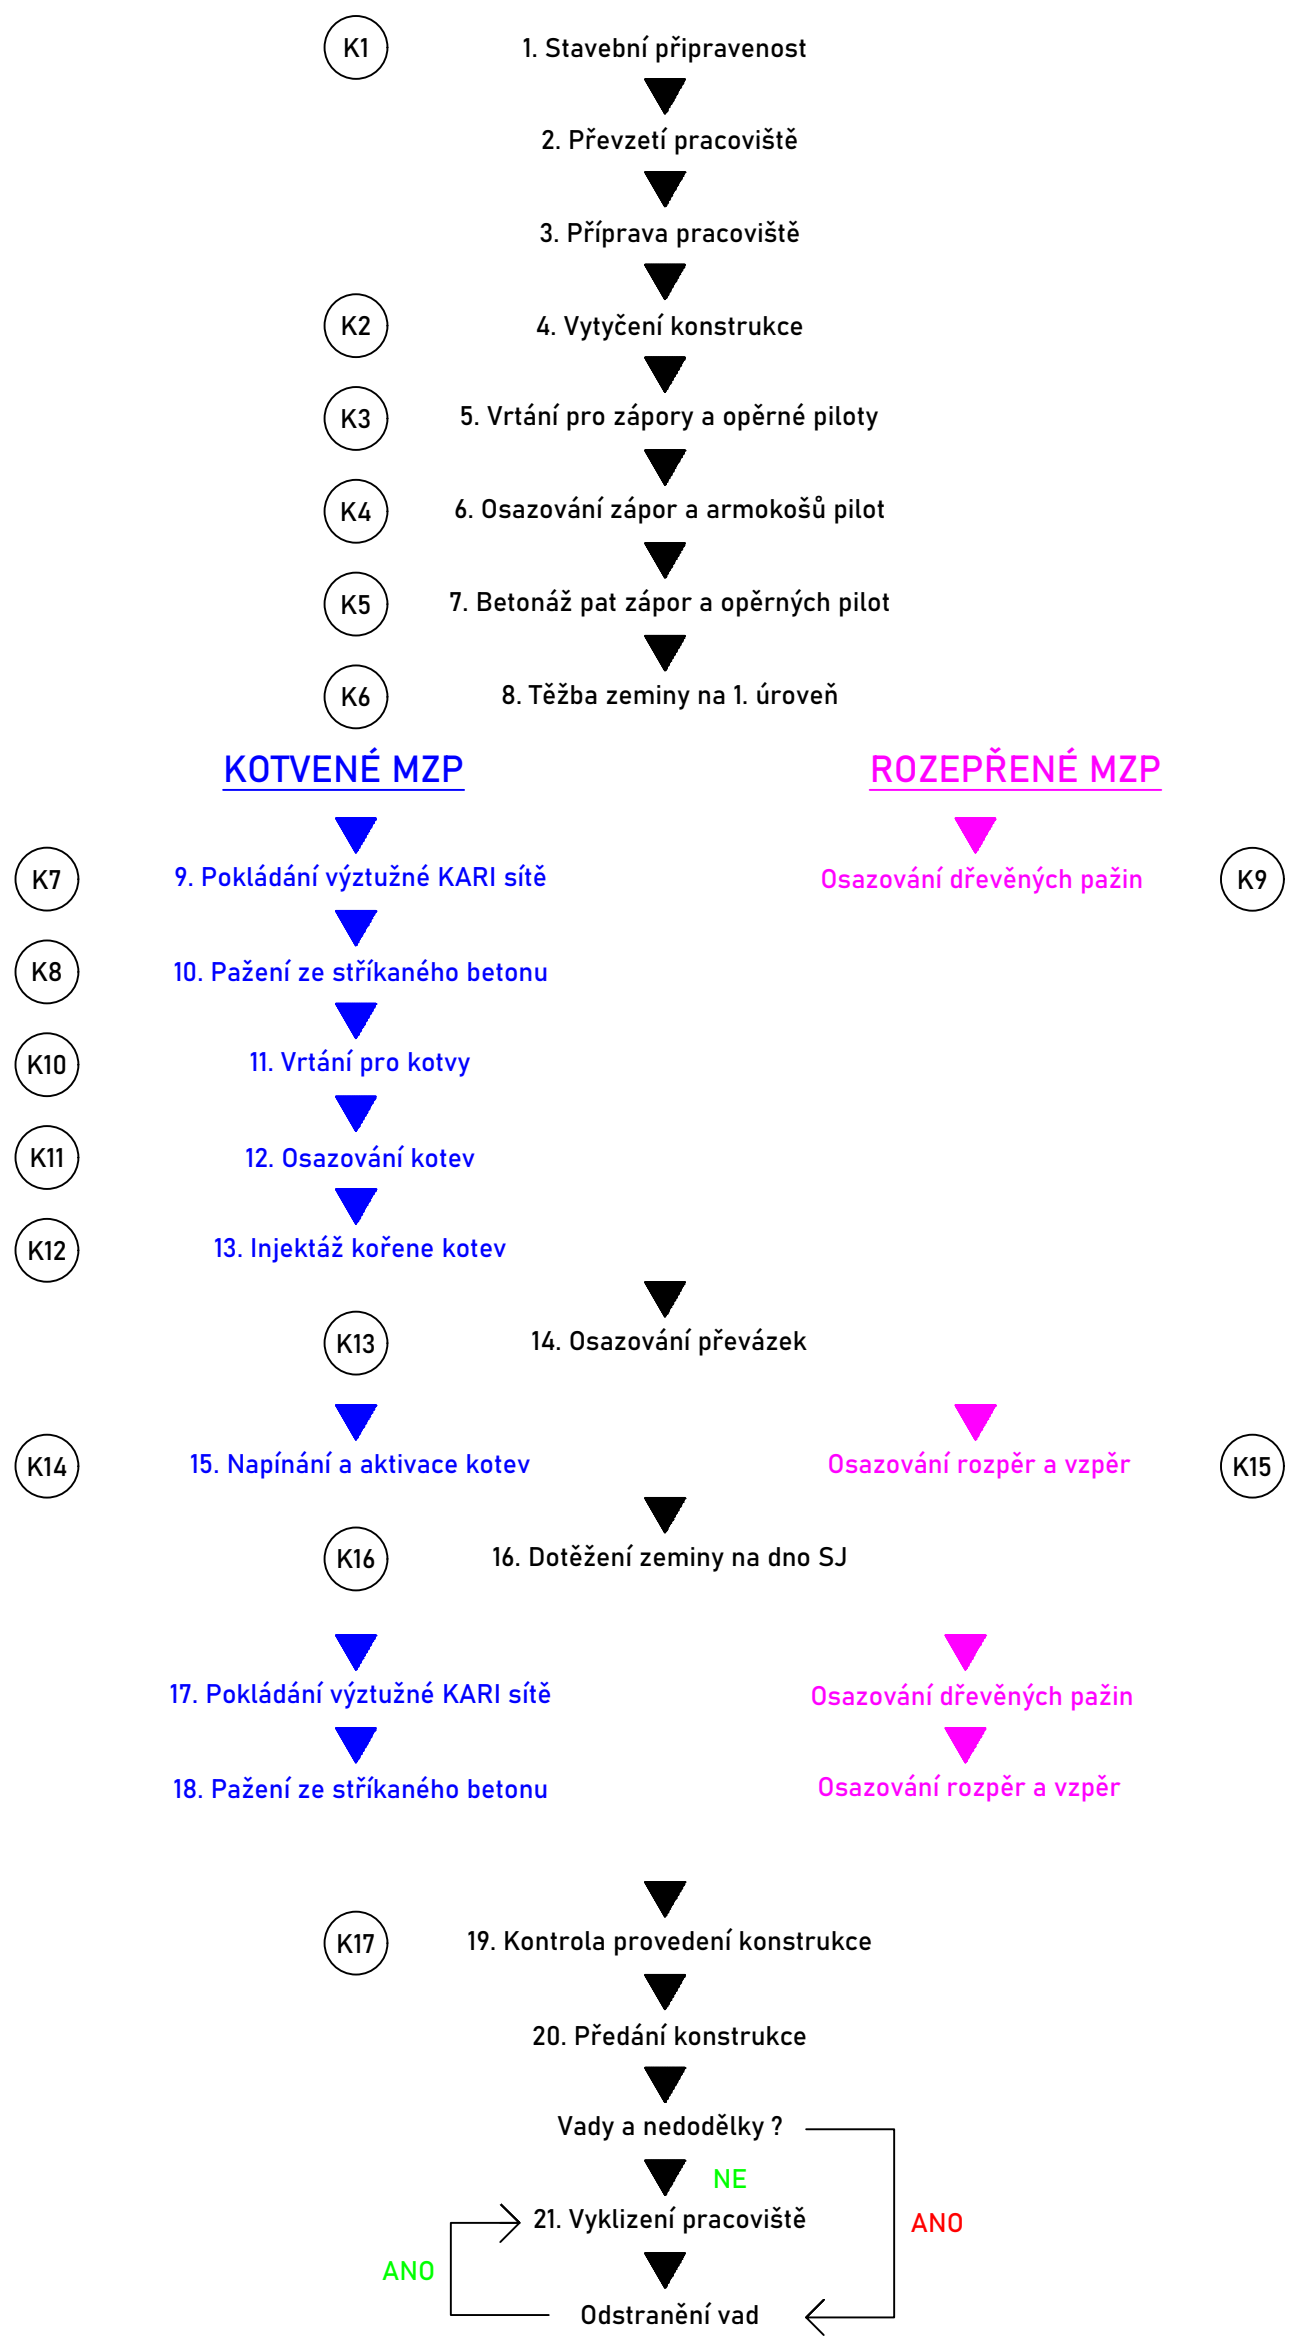 K1
1. Stavební připravenost
2. Převzetí pracoviště
3. Příprava pracoviště
K2
4. Vytyčení konstrukce
K3
5. Vrtání pro zápory a opěrné piloty
K4
6. Osazování zápor a armokošů pilot
K5
7. Betonáž pat zápor a opěrných pilot
K6
8. Těžba zeminy na 1. úroveň
KOTVENÉ MZP
ROZEPŘENÉ MZP
K7
9. Pokládání výztužné KARI sítě
Osazování dřevěných pažin
K9
K8
10. Pažení ze stříkaného betonu
K10
11. Vrtání pro kotvy
K11
12. Osazování kotev
K12
13. Injektáž kořene kotev
K13
14. Osazování převázek
K14
15. Napínání a aktivace kotev
Osazování rozpěr a vzpěr
K15
K16
16. Dotěžení zeminy na dno SJ
17. Pokládání výztužné KARI sítě
Osazování dřevěných pažin
18. Pažení ze stříkaného betonu
Osazování rozpěr a vzpěr
K17
19. Kontrola provedení konstrukce
20. Předání konstrukce
Vady a nedodělky ?
NE
21. Vyklizení pracoviště
ANO
ANO
Odstranění vad